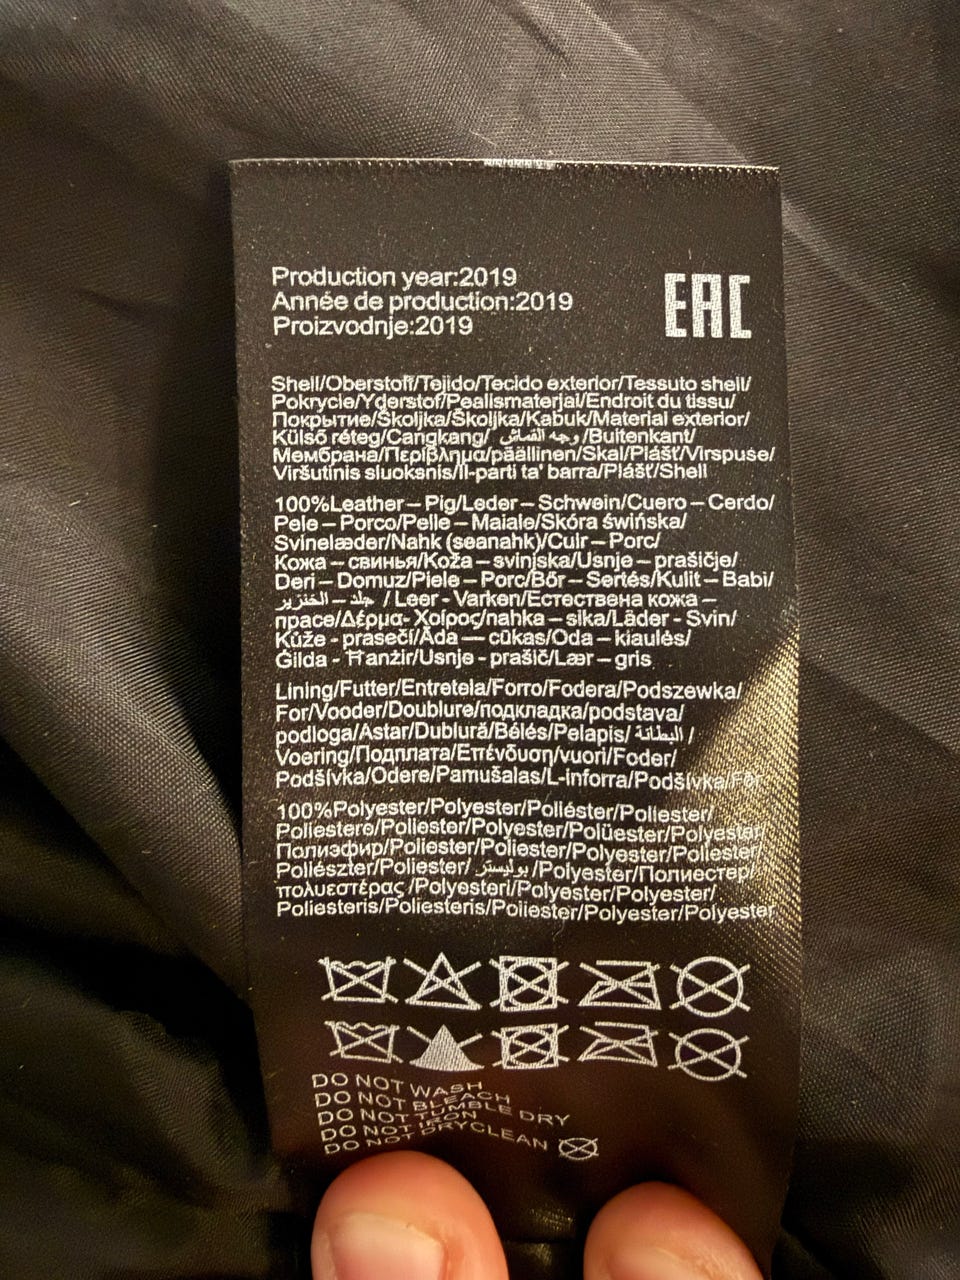 Production year:2019
Année de production:2019
Proizvodnje:2019
EAC
Shell/Oberstoff/Tejido/Tecido exterior/Tessuto shell/
Pokrycie/Yderstof/Pealismaterjal/Endroit du tissu/
Покрытие/Školjka/Školjka/Kabuk/Material exterior/
Külső réteg/Cangkang/ وجه القماش /Buitenkant/
Мембрана/Περίβλημα/päällinen/Skal/Plášť/Virspuse/
Viršutinis sluoksnis/Il-parti ta' barra/Plášť/Shell
100%Leather – Pig/Leder – Schwein/Cuero – Cerdo/
Pele – Porco/Pelle – Maiale/Skóra świńska/
Svinelæder/Nahk (seanahk)/Cuir – Porc/
Кожа – свинья/Koža – svinjska/Usnje – prašičje/
Deri – Domuz/Piele – Porc/Bőr – Sertés/Kulit – Babi/
جلد – الخنزير / Leer - Varken/Естествена кожа –
прасе/Δέρμα- Χοίρος/nahka – sika/Läder - Svin/
Kůže - prasečí/Āda — cūkas/Oda – kiaulės/
Ġilda - Ħanżir/Usnje - prašič/Lær – gris
Lining/Futter/Entretela/Forro/Fodera/Podszewka/
For/Vooder/Doublure/подкладка/podstava/
podloga/Astar/Dublură/Bélés/Pelapis/ البطانة /
Voering/Подплата/Επένδυση/vuori/Foder/
Podšívka/Odere/Pamušalas/L-inforra/Podšívka/Fôr
100%Polyester/Polyester/Poliéster/Poliester/
Poliestere/Poliester/Polyester/Polüester/Polyester/
Полиэфир/Poliester/Poliester/Polyester/Poliester/
Poliészter/Poliester/ بوليستر /Polyester/Полиестер/
πολυεστέρας /Polyesteri/Polyester/Polyester/
Poliesteris/Poliesteris/Poliester/Polyester/Polyester
DO NOT WASH
DO NOT BLEACH
DO NOT TUMBLE DRY
DO NOT IRON
DO NOT DRYCLEAN